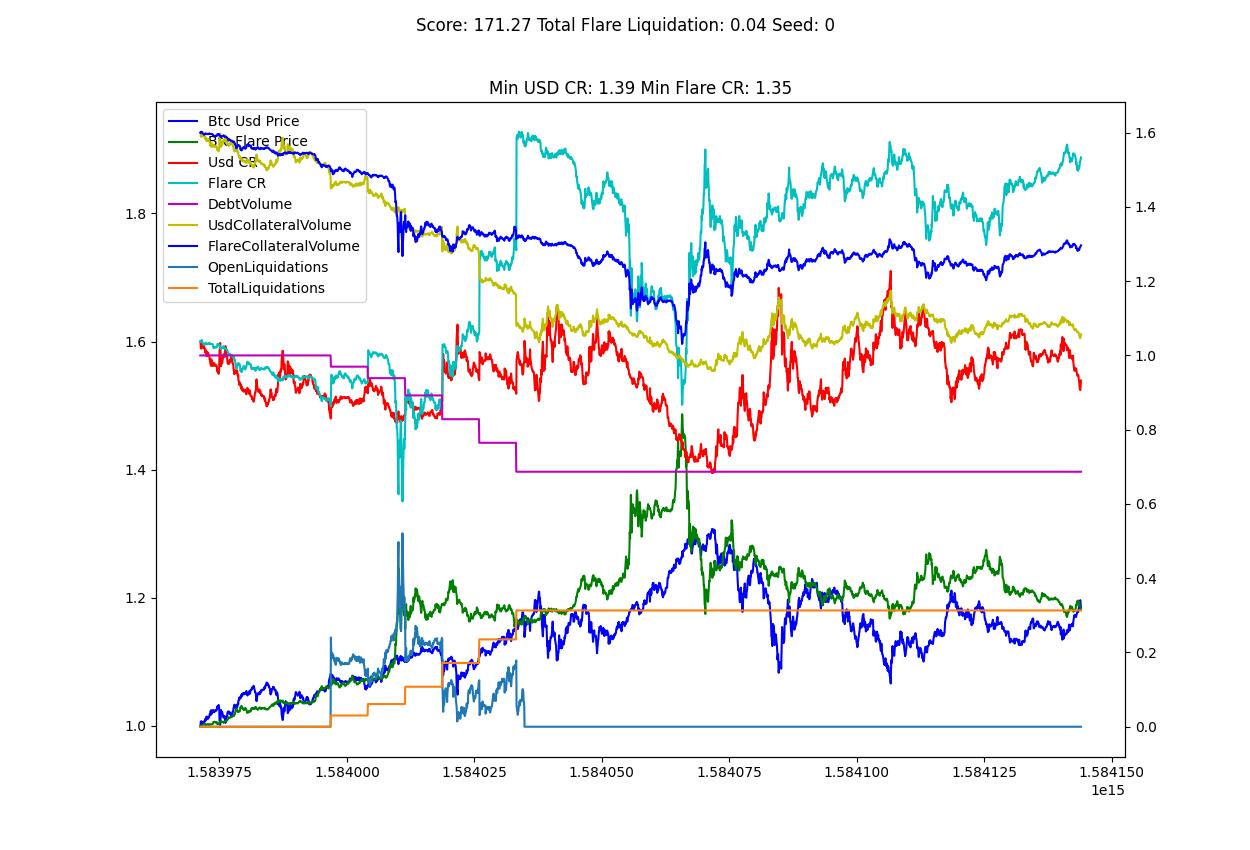 Score: 171.27 Total Flare Liquidation: 0.04 Seed: 0
Min USD CR: 1.39 Min Flare CR: 1.35
Btc Usd Price
Btc Flare Price
Usd CR
Flare CR
DebtVolume
UsdCollateralVolume
FlareCollateralVolume
OpenLiquidations
TotalLiquidations
1.8
1.6
1.4
1.2
1.0
1.6
1.4
1.2
1.0
0.8
0.6
0.4
0.2
0.0
1.583975
1.584000
1.584025
1.584050
1.584075
1.584100
1.584125
1.584150
1e15